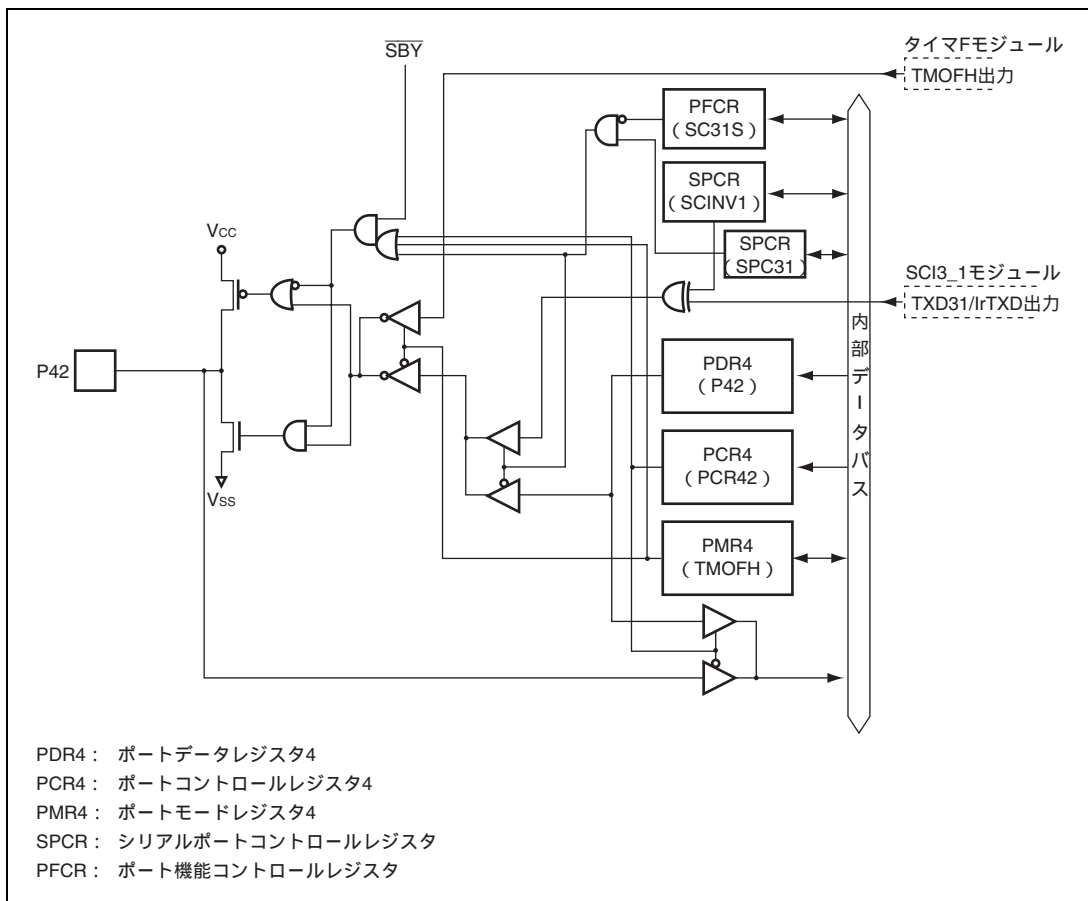 SBY
タイマFモジュール
TMOFH出力
PFCR
( SC31S )
SPCR
(SCINV1)
SPCR
(SPC31)
SCI3_1モジュール
TXD31/IrTXD出力
VCC
P42
VSS
内部データバス
PDR4
( P42 )
PCR4
( PCR42 )
PMR4
( TMOFH )
PDR4 : ポートデータレジスタ4
PCR4 : ポートコントロールレジスタ4
PMR4 : ポートモードレジスタ4
SPCR : シリアルポートコントロールレジスタ
PFCR : ポート機能コントロールレジスタ